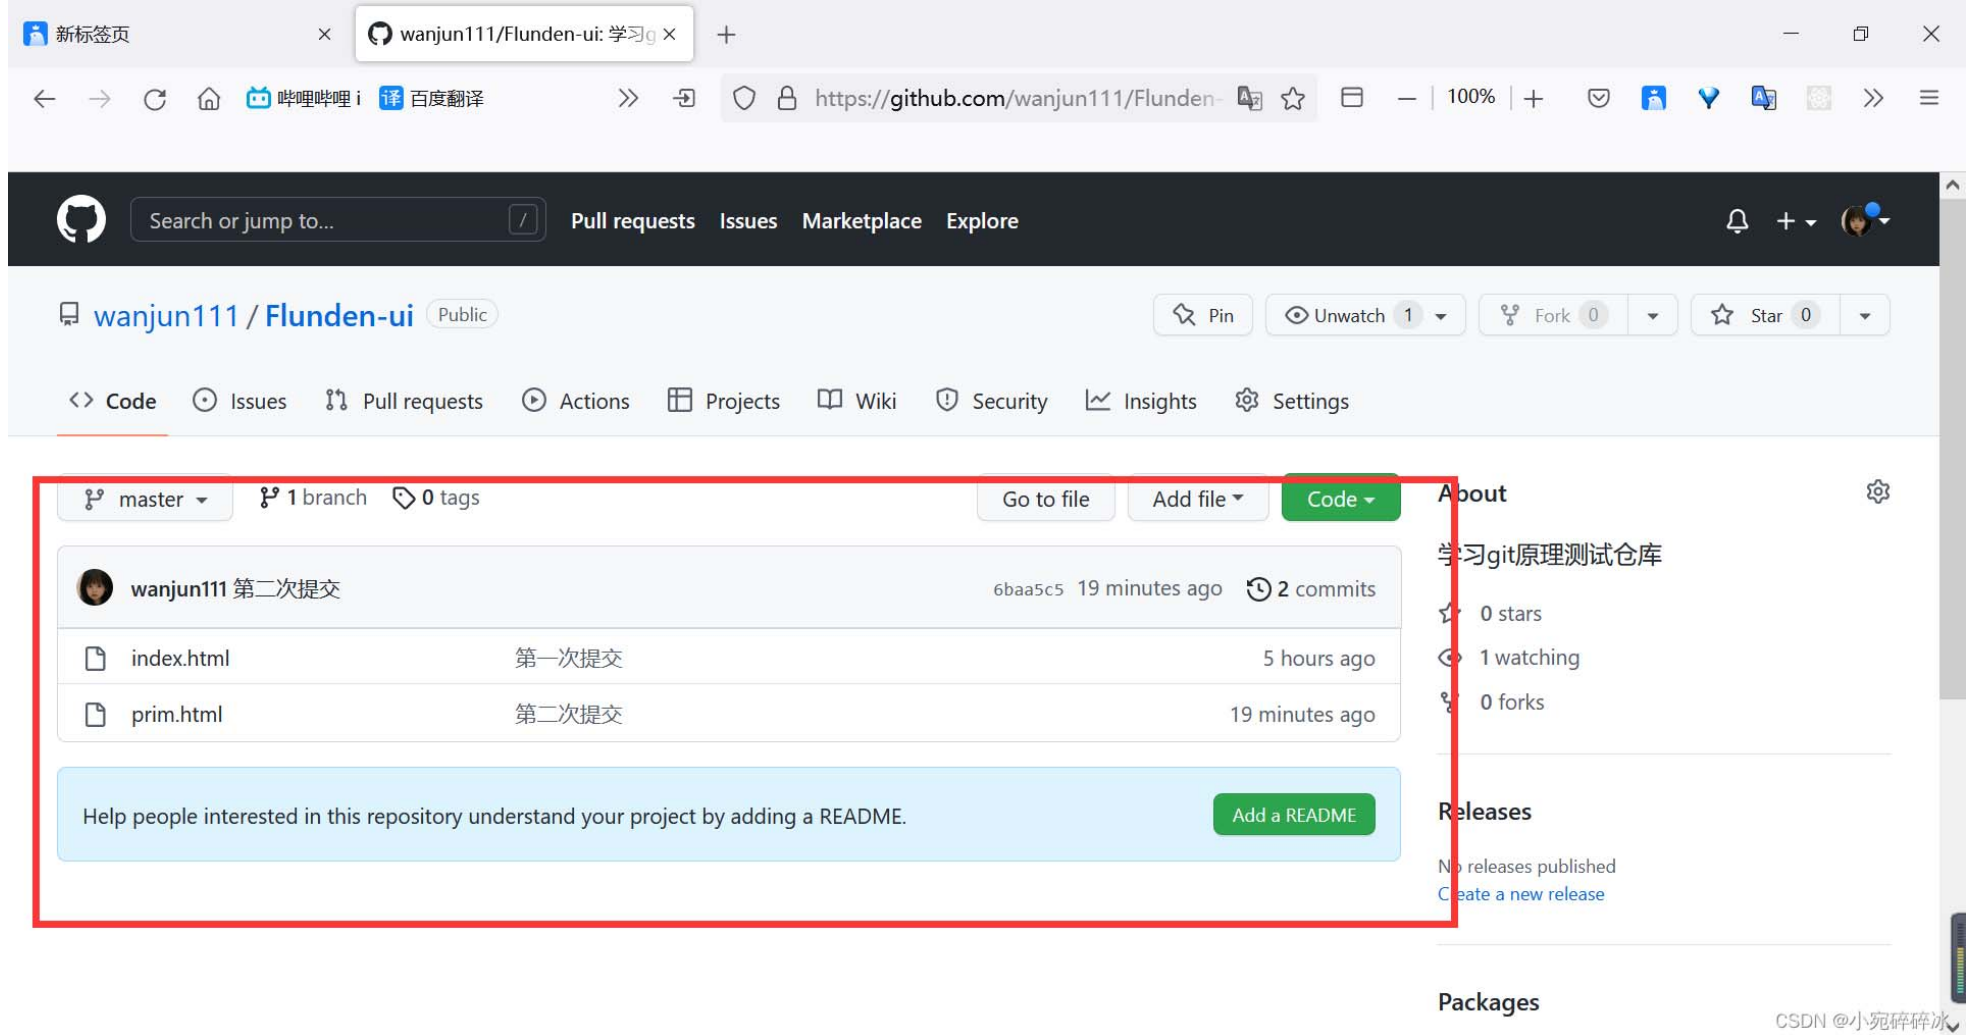 新标签页
wanjun111/Flunden-ui: 学习g
哔哩哔哩 i 译 百度翻译 https://github.com/wanjun111/Flunden- 100%
Search or jump to... / Pull requests Issues Marketplace Explore
wanjun111 / Flunden-ui Public Pin Unwatch 1 Fork 0 Star 0
Code Issues Pull requests Actions Projects Wiki Security Insights Settings
master 1 branch 0 tags Go to file Add file Code
wanjun111 第二次提交 6baa5c5 19 minutes ago 2 commits
index.html 第一次提交 5 hours ago
prim.html 第二次提交 19 minutes ago
Help people interested in this repository understand your project by adding a README. Add a README
About
学习git原理测试仓库
0 stars
1 watching
0 forks
Releases
No releases published
Create a new release
Packages
CSDN @小宛碎碎冰